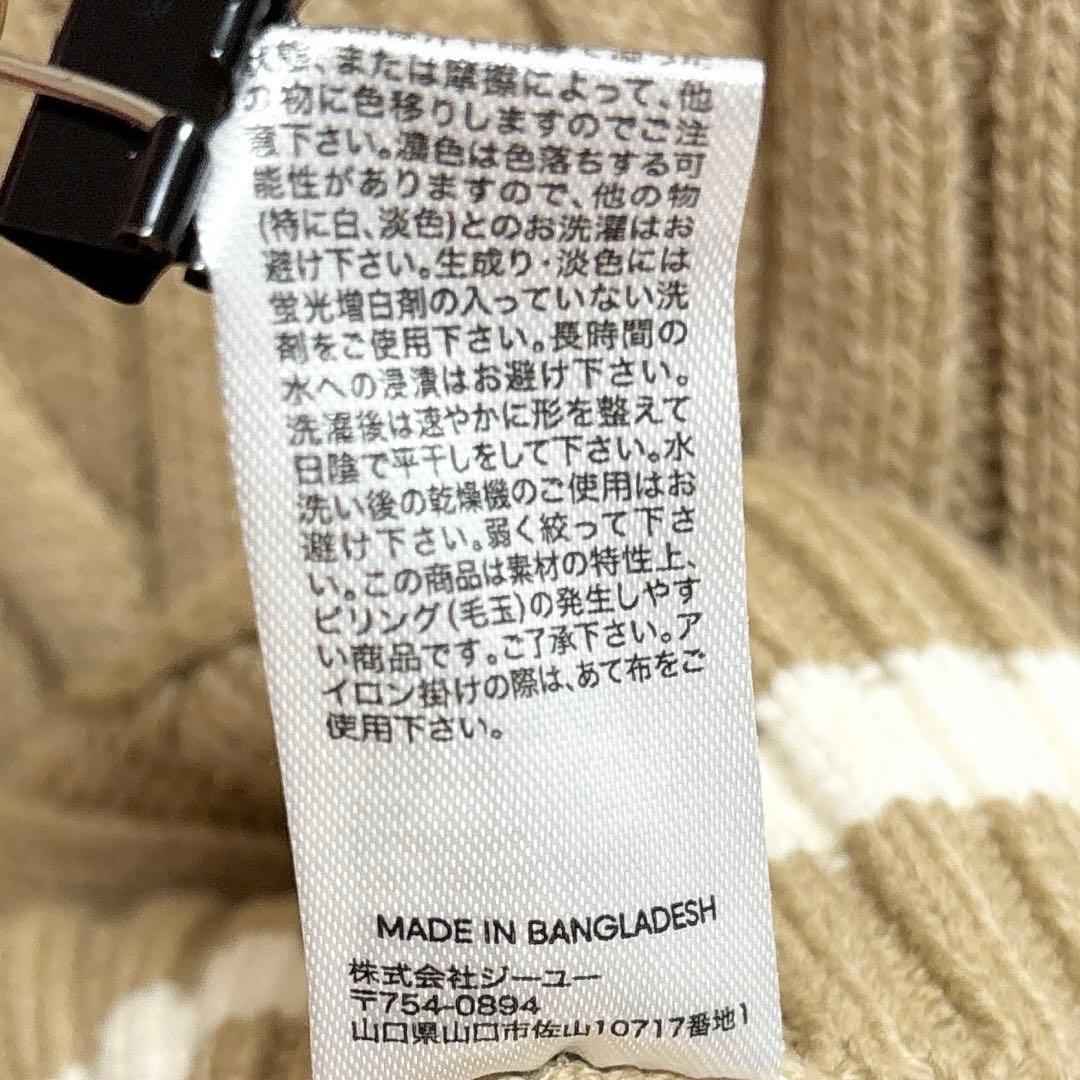 状態、または摩擦によって、他
の物に色移りしますのでご注
意下さい。濃色は色落ちする可
能性がありますので、他の物
(特に白、淡色)とのお洗濯はお
避け下さい。生成り・淡色には
蛍光増白剤の入っていない洗
剤をご使用下さい。長時間の
水への浸漬はお避け下さい。
洗濯後は速やかに形を整えて
日陰で平干しをして下さい。水
洗い後の乾燥機のご使用はお
避け下さい。弱く絞って下さ
い。この商品は素材の特性上、
ピリング(毛玉)の発生しやす
い商品です。ご了承下さい。ア
イロン掛けの際は、あて布をご
使用下さい。
MADE IN BANGLADESH
株式会社ジーユー
〒754-0894
山口県山口市佐山10717番地1